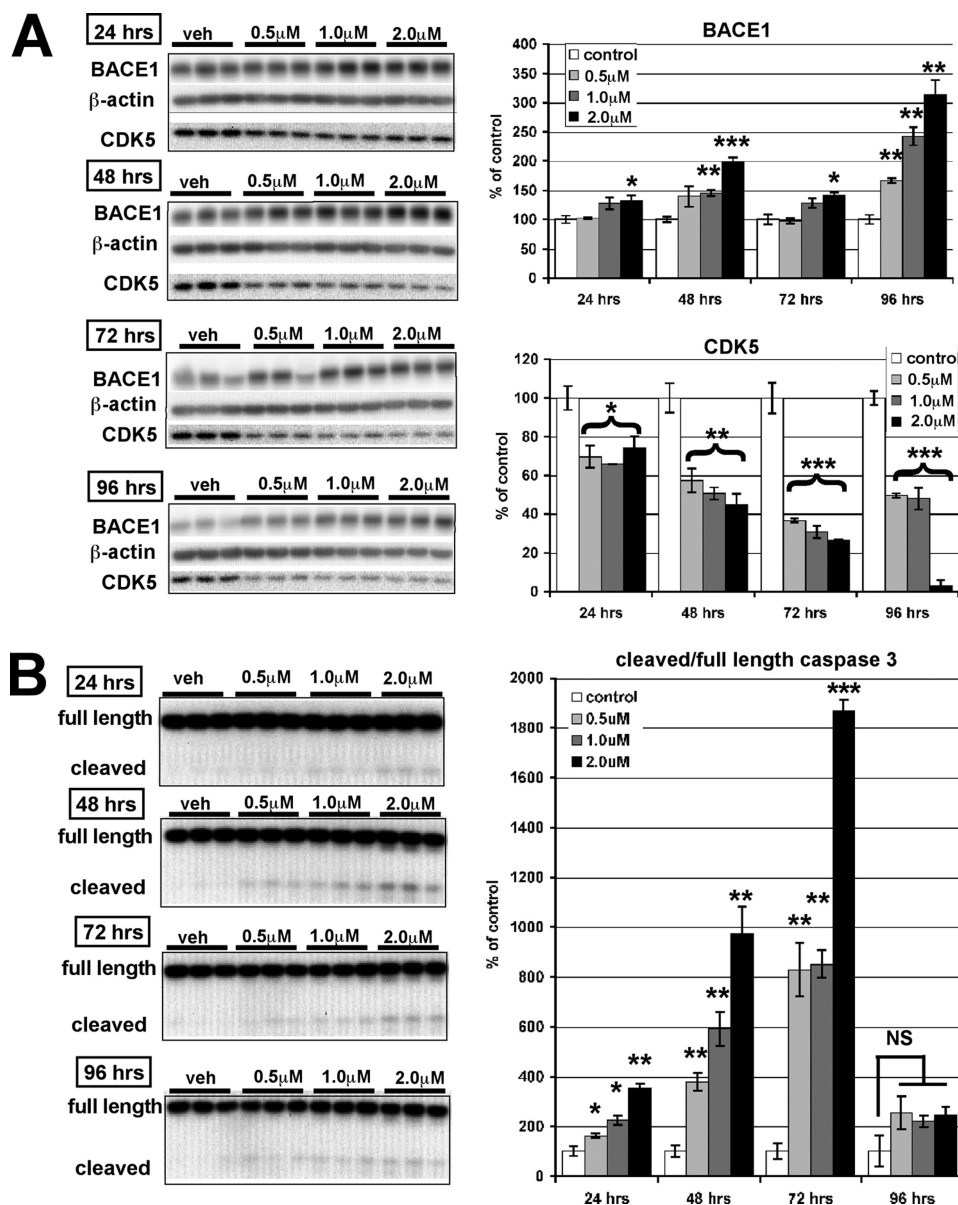 A
24 hrs
veh 0.5μM 1.0μM 2.0μM
BACE1
β-actin
CDK5
48 hrs
veh 0.5μM 1.0μM 2.0μM
BACE1
β-actin
CDK5
72 hrs
veh 0.5μM 1.0μM 2.0μM
BACE1
β-actin
CDK5
96 hrs
veh 0.5μM 1.0μM 2.0μM
BACE1
β-actin
CDK5
BACE1
% of control
400
350
300
250
200
150
100
50
0
control
0.5μM
1.0μM
2.0μM
* ** *** * ** ** **
24 hrs 48 hrs 72 hrs 96 hrs
CDK5
% of control
120
100
80
60
40
20
0
control
0.5μM
1.0μM
2.0μM
* ** *** ***
24 hrs 48 hrs 72 hrs 96 hrs
B
24 hrs
veh 0.5μM 1.0μM 2.0μM
full length
cleaved
48 hrs
veh 0.5μM 1.0μM 2.0μM
full length
cleaved
72 hrs
veh 0.5μM 1.0μM 2.0μM
full length
cleaved
96 hrs
veh 0.5μM 1.0μM 2.0μM
full length
cleaved
cleaved/full length caspase 3
% of control
2000
1800
1600
1400
1200
1000
800
600
400
200
0
control
0.5uM
1.0uM
2.0uM
* * ** ** ** ** ** ** *** NS
24 hrs 48 hrs 72 hrs 96 hrs